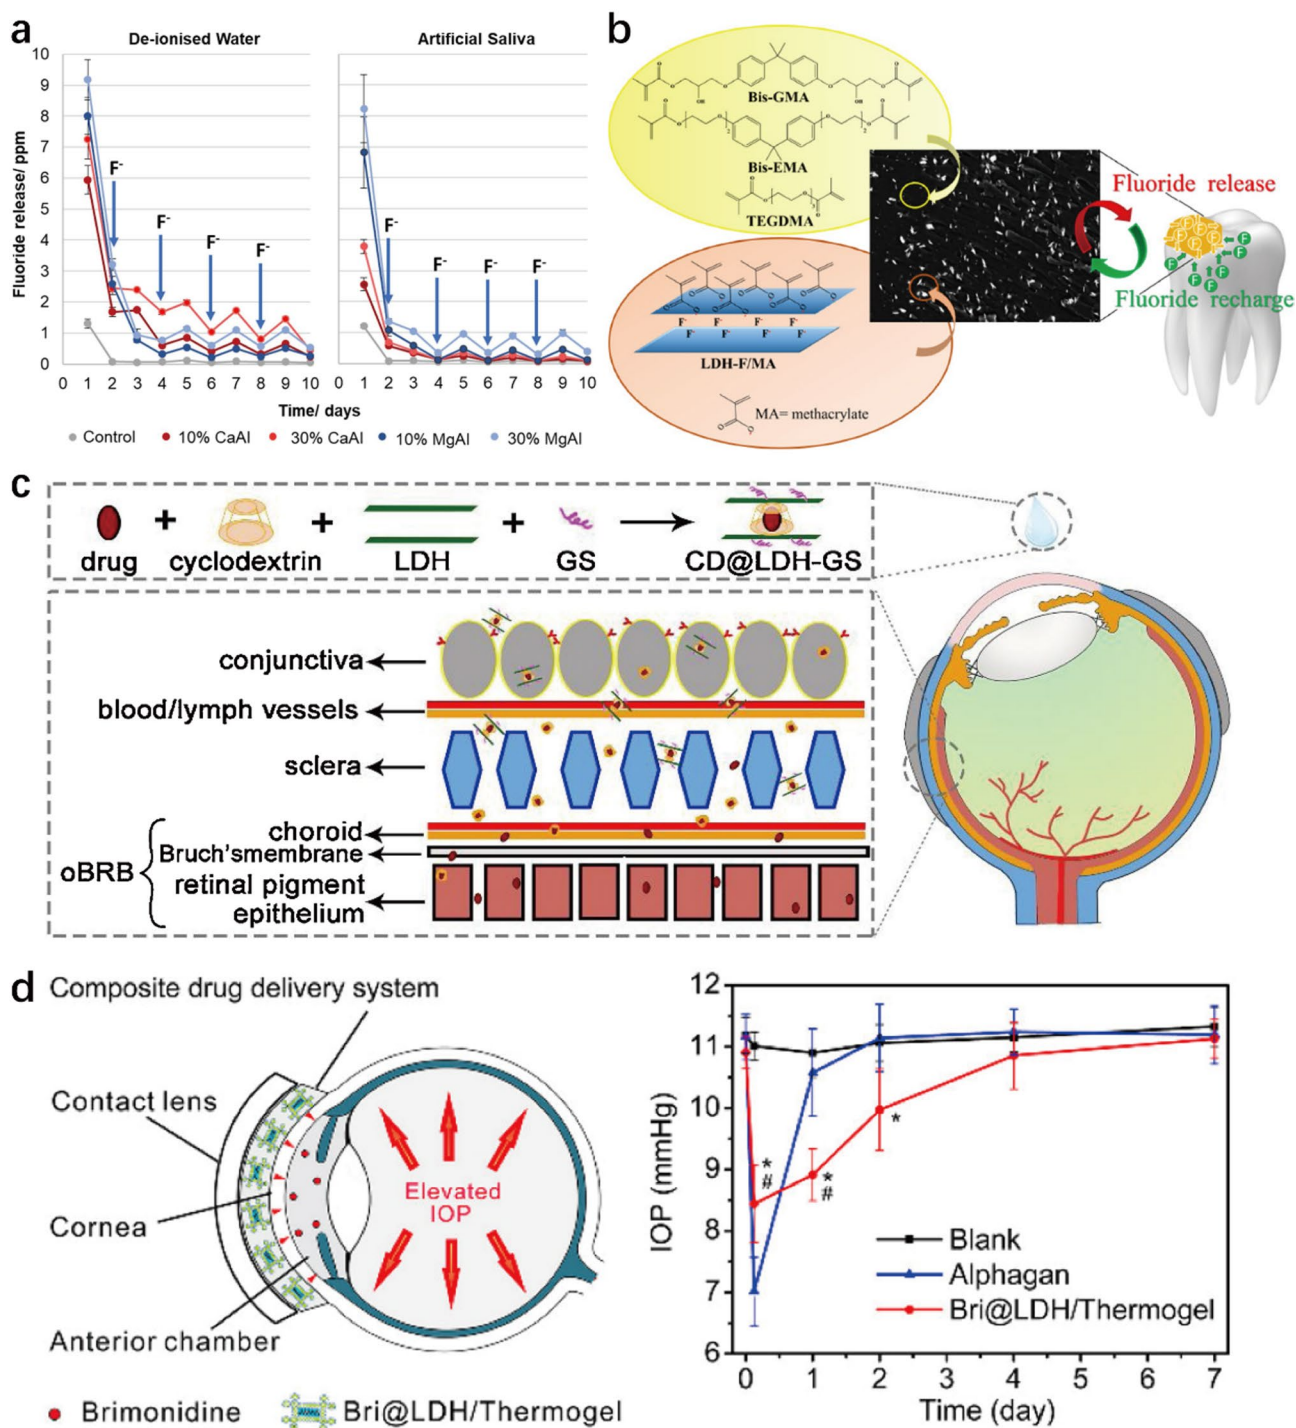 a
De-ionised Water
Artificial Saliva
Fluoride release/ ppm
10
9
8
7
6
5
4
3
2
1
0
F-
F-
F-
F-
F-
F-
F-
F-
0 1 2 3 4 5 6 7 8 9 10
0 1 2 3 4 5 6 7 8 9 10
Time/ days
Control 10% CaAl 30% CaAl 10% MgAl 30% MgAl
b
Bis-GMA
Bis-EMA
TEGDMA
F- F- F- F-
F- F- F- F-
LDH-F/MA
MA= methacrylate
Fluoride release
Fluoride recharge
c
drug + cyclodextrin + LDH + GS CD@LDH-GS
conjunctiva
blood/lymph vessels
sclera
choroid
Bruch'smembrane
oBRB
retinal pigment
epithelium
d
Composite drug delivery system
Contact lens
Cornea
Anterior chamber
Elevated
IOP
Brimonidine
Bri@LDH/Thermogel
IOP (mmHg)
12
11
10
9
8
7
6
*
#
*
#
*
Blank
Alphagan
Bri@LDH/Thermogel
0 1 2 3 4 5 6 7
Time (day)